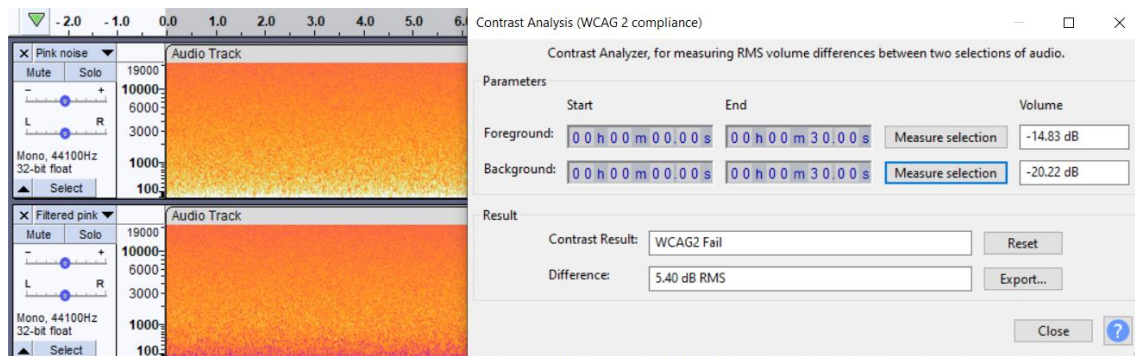 - 2.0 - 1.0 0.0 1.0 2.0 3.0 4.0 5.0
Pink noise
Audio Track
Mute Solo
- +
L R
Mono, 44100Hz
32-bit float
Select
19000
10000
6000
3000
1000
100
Filtered pink
Audio Track
Mute Solo
- +
L R
Mono, 44100Hz
32-bit float
Select
19000
10000
6000
3000
1000
100
Contrast Analysis (WCAG 2 compliance)
Contrast Analyzer, for measuring RMS volume differences between two selections of audio.
Parameters
Start End Volume
Foreground: 00h00m00.00s 00h00m30.00s Measure selection -14.83 dB
Background: 00h00m00.00s 00h00m30.00s Measure selection -20.22 dB
Result
Contrast Result: WCAG2 Fail Reset
Difference: 5.40 dB RMS Export...
Close ?